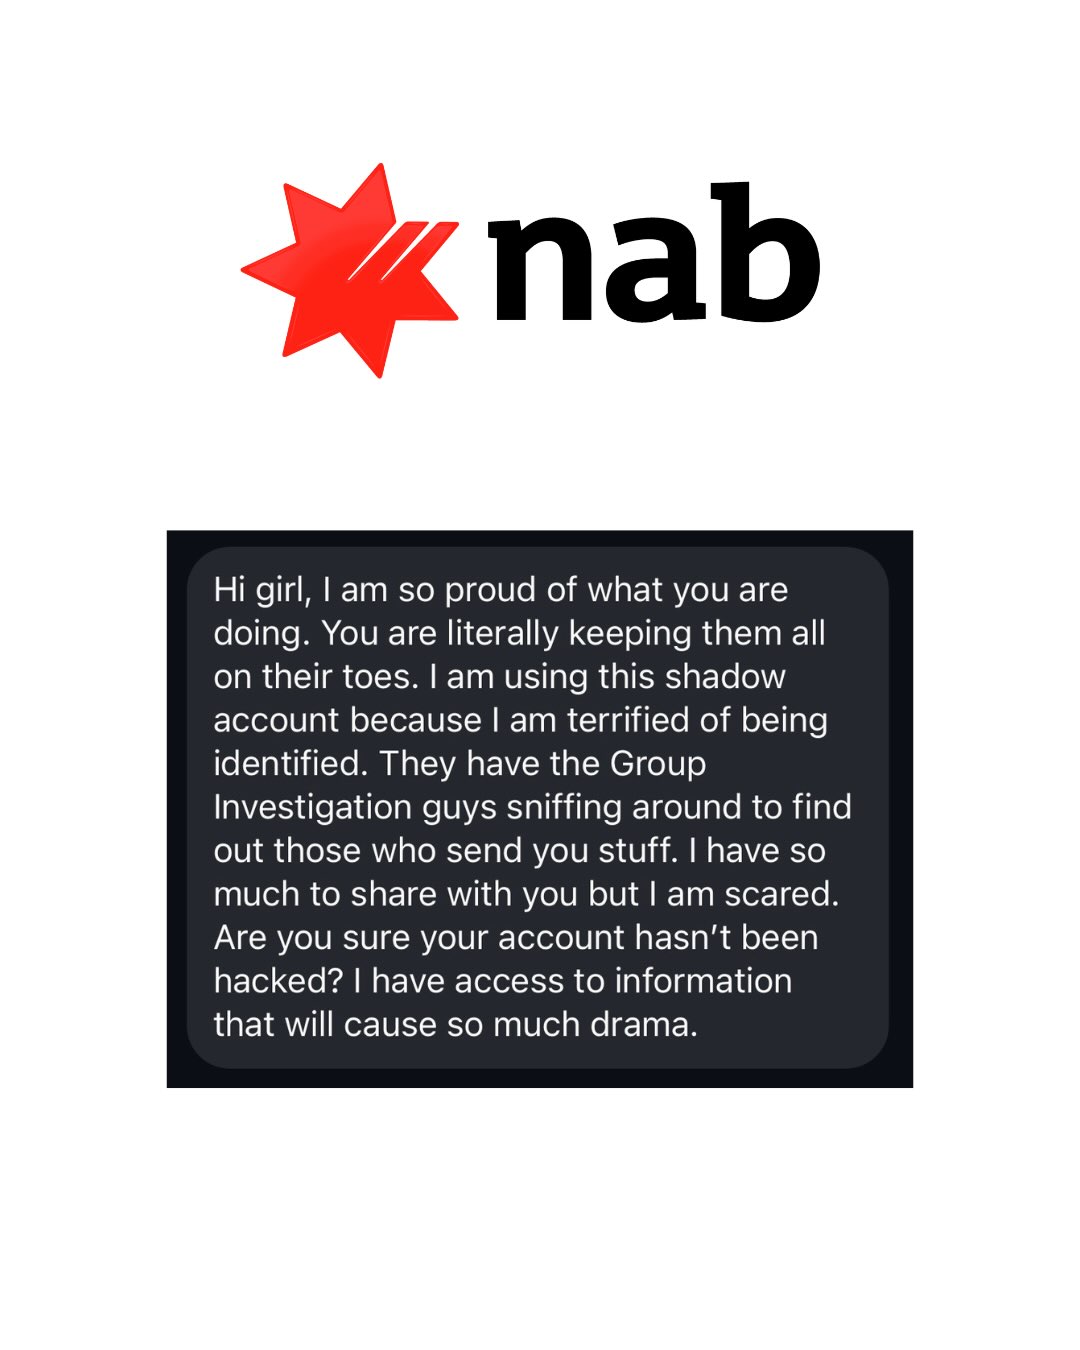 nab
Hi girl, I am so proud of what you are
doing. You are literally keeping them all
on their toes. I am using this shadow
account because I am terrified of being
identified. They have the Group
Investigation guys sniffing around to find
out those who send you stuff. I have so
much to share with you but I am scared.
Are you sure your account hasn’t been
hacked? I have access to information
that will cause so much drama.